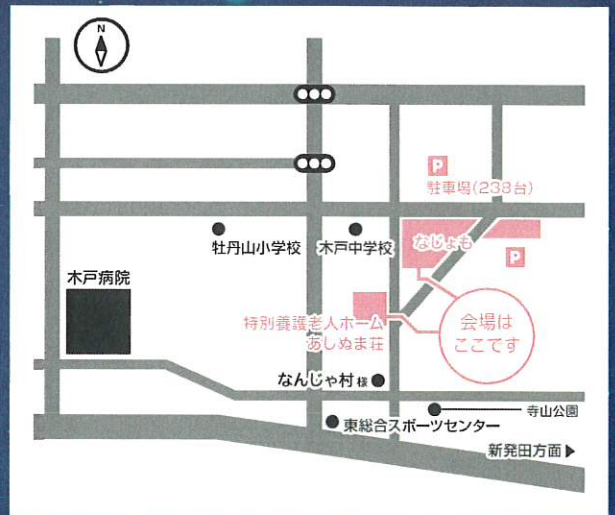 N
P
駐車場(238台)
牡丹山小学校
木戸中学校
なじょも
P
木戸病院
特別養護老人ホーム
あしぬま荘
会場は
ここです
なんじゃ村様
寺山公園
東総合スポーツセンター
新発田方面▶